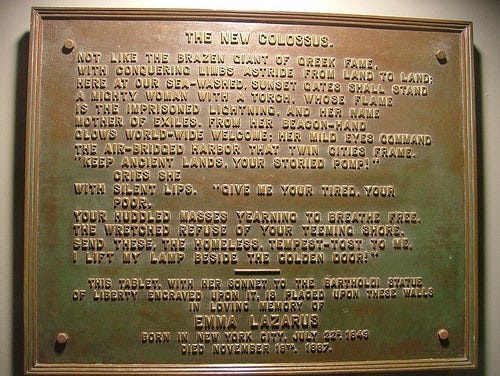 THE NEW COLOSSUS.
NOT LIKE THE BRAZEN GIANT OF GREEK FAME,
WITH CONQUERING LIMBS ASTRIDE FROM LAND TO LAND;
HERE AT OUR SEA-WASHED, SUNSET GATES SHALL STAND
A MIGHTY WOMAN WITH A TORCH, WHOSE FLAME
IS THE IMPRISONED LIGHTNING, AND HER NAME
MOTHER OF EXILES. FROM HER BEACON-HAND
GLOWS WORLD-WIDE WELCOME; HER MILD EYES COMMAND
THE AIR-BRIDGED HARBOR THAT TWIN CITIES FRAME.
"KEEP ANCIENT LANDS, YOUR STORIED POMP!"
CRIES SHE
WITH SILENT LIPS. "GIVE ME YOUR TIRED, YOUR
POOR,
YOUR HUDDLED MASSES YEARNING TO BREATHE FREE,
THE WRETCHED REFUSE OF YOUR TEEMING SHORE.
SEND THESE, THE HOMELESS, TEMPEST-TOST TO ME,
I LIFT MY LAMP BESIDE THE GOLDEN DOOR!"
THIS TABLET, WITH HER SONNET TO THE BARTHOLDI STATUE
OF LIBERTY ENGRAVED UPON IT, IS PLACED UPON THESE WALLS
IN LOVING MEMORY OF
EMMA LAZARUS
BORN IN NEW YORK CITY, JULY 22D, 1849
DIED NOVEMBER 19TH, 1887.